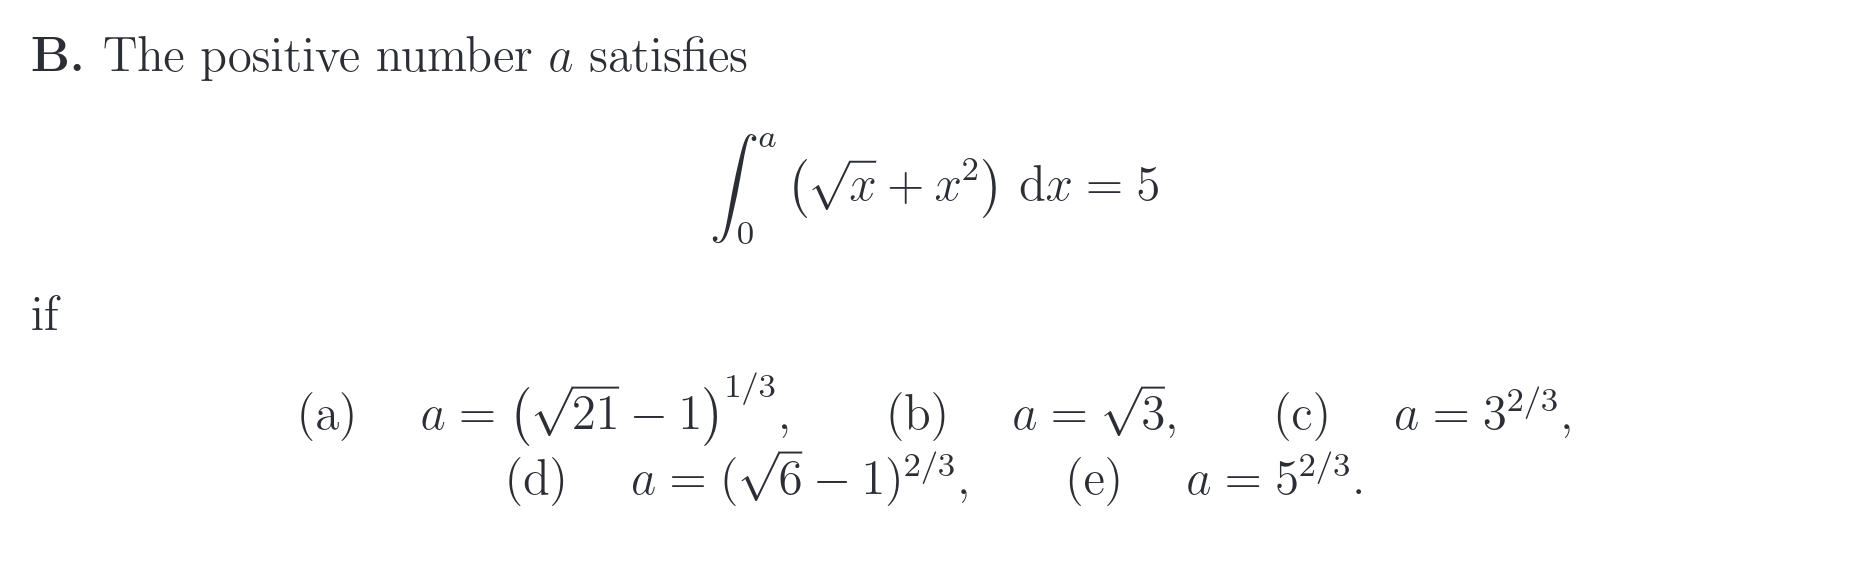 B. The positive number a satisfies
∫₀ᵃ (√x + x²) dx = 5
if
(a) a = (√21 − 1)^{1/3}, (b) a = √3, (c) a = 3^{2/3},
(d) a = (√6 − 1)^{2/3}, (e) a = 5^{2/3}.